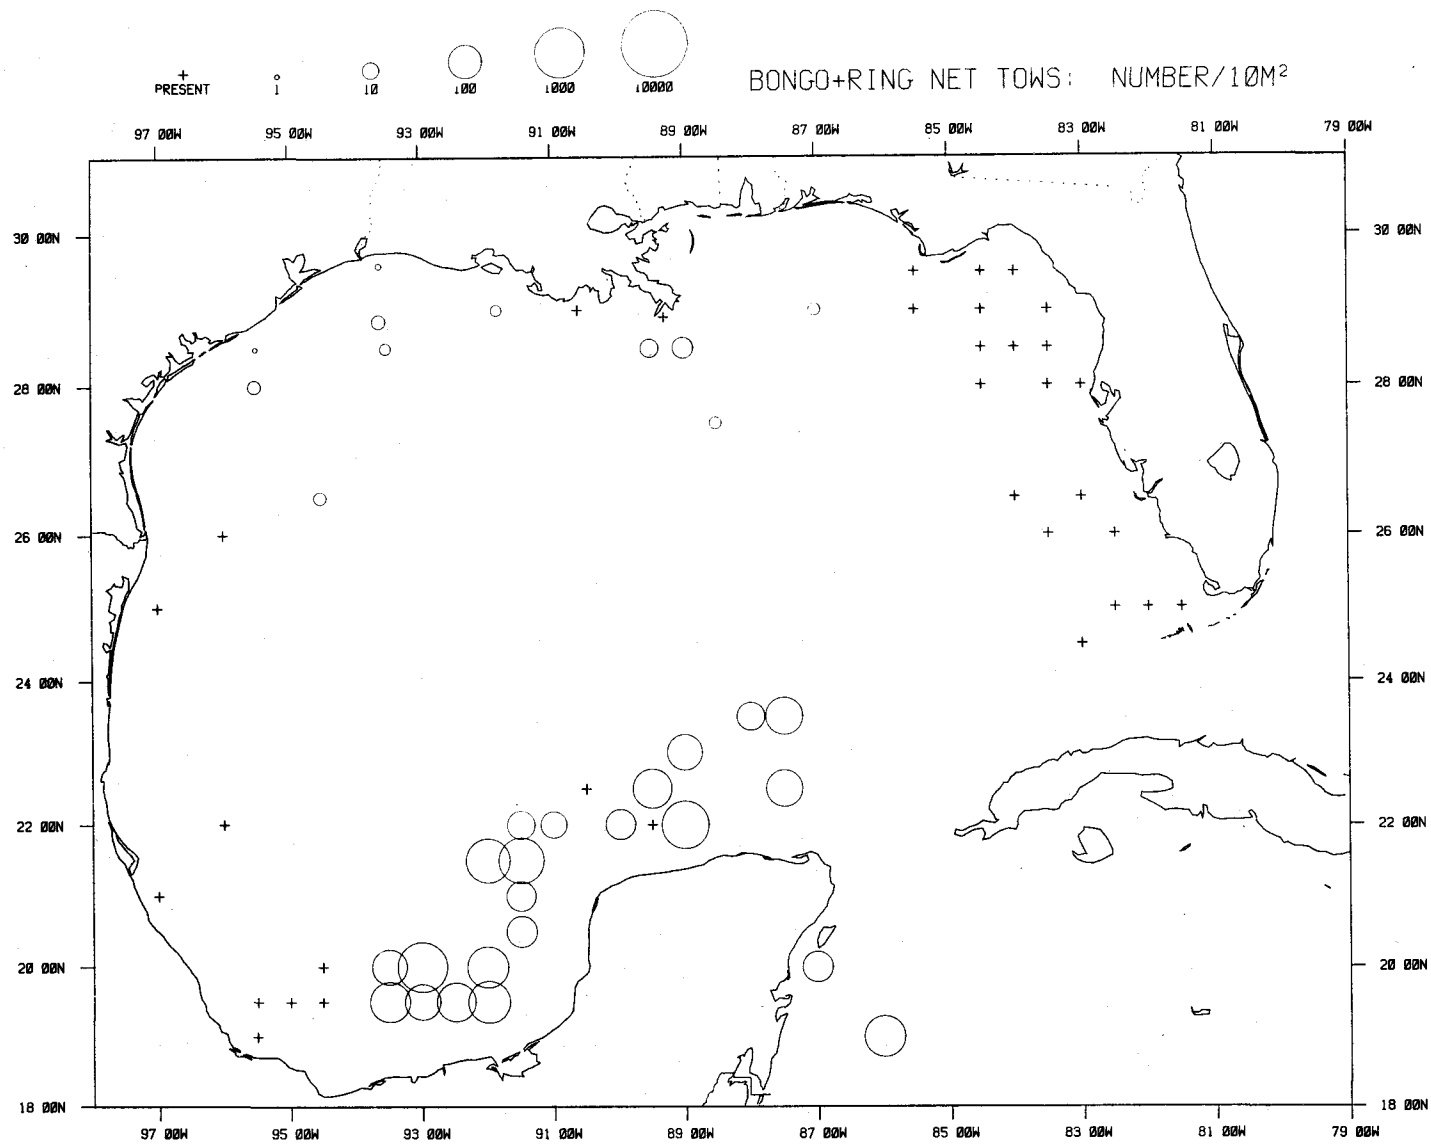 BONGO+RING NET TOWS: NUMBER/10M²
PRESENT 1 10 100 1000 10000
97 00W 95 00W 93 00W 91 00W 89 00W 87 00W 85 00W 83 00W 81 00W 79 00W
30 00N 30 00N
28 00N 28 00N
26 00N 26 00N
24 00N 24 00N
22 00N 22 00N
20 00N 20 00N
18 00N 18 00N
97 00W 95 00W 93 00W 91 00W 89 00W 87 00W 85 00W 83 00W 81 00W 79 00W